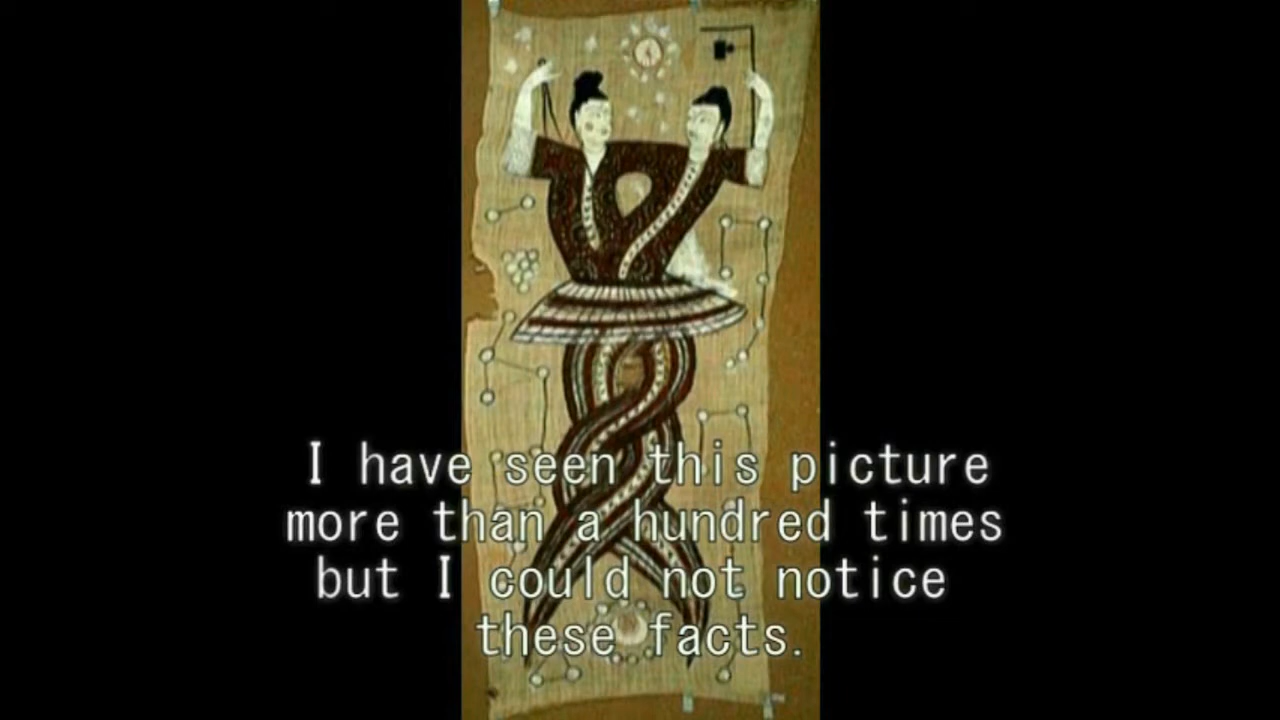 I have seen this picture
more than a hundred times
but I could not notice
these facts.